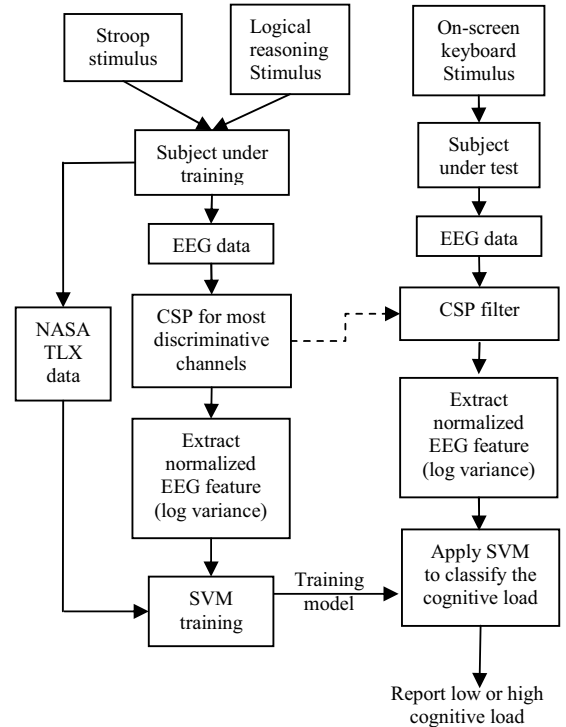 Stroop
stimulus
Logical
reasoning
Stimulus
On-screen
keyboard
Stimulus
Subject under
training
Subject
under test
EEG data
EEG data
NASA
TLX
data
CSP for most
discriminative
channels
CSP filter
Extract
normalized
EEG feature
(log variance)
Extract
normalized
EEG feature
(log variance)
SVM
training
Training
model
Apply SVM
to classify the
cognitive load
Report low or high
cognitive load